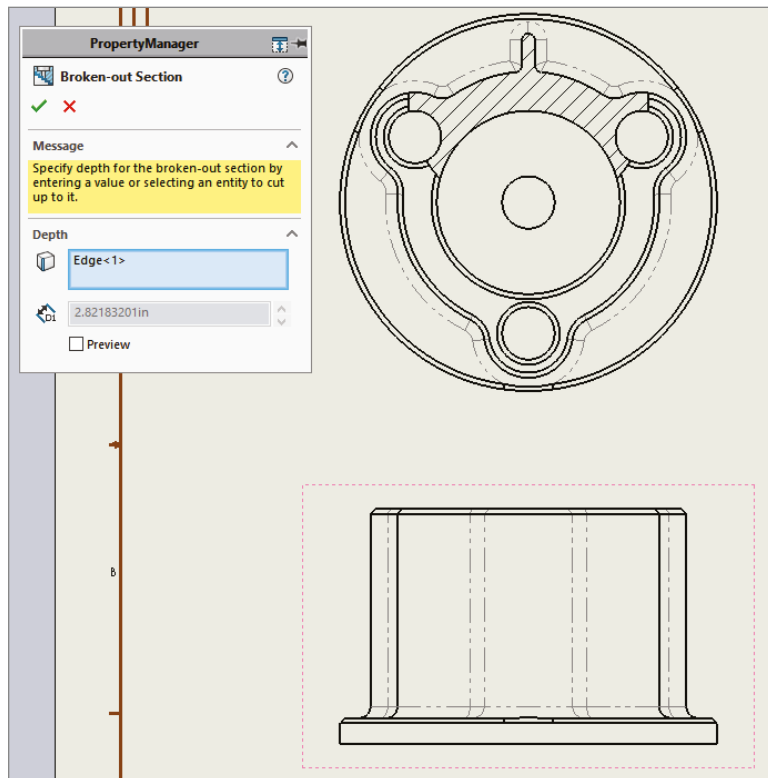 PropertyManager
Broken-out Section
Message
Specify depth for the broken-out section by
entering a value or selecting an entity to cut
up to it.
Depth
Edge<1>
D1
2.82183201in
Preview
B